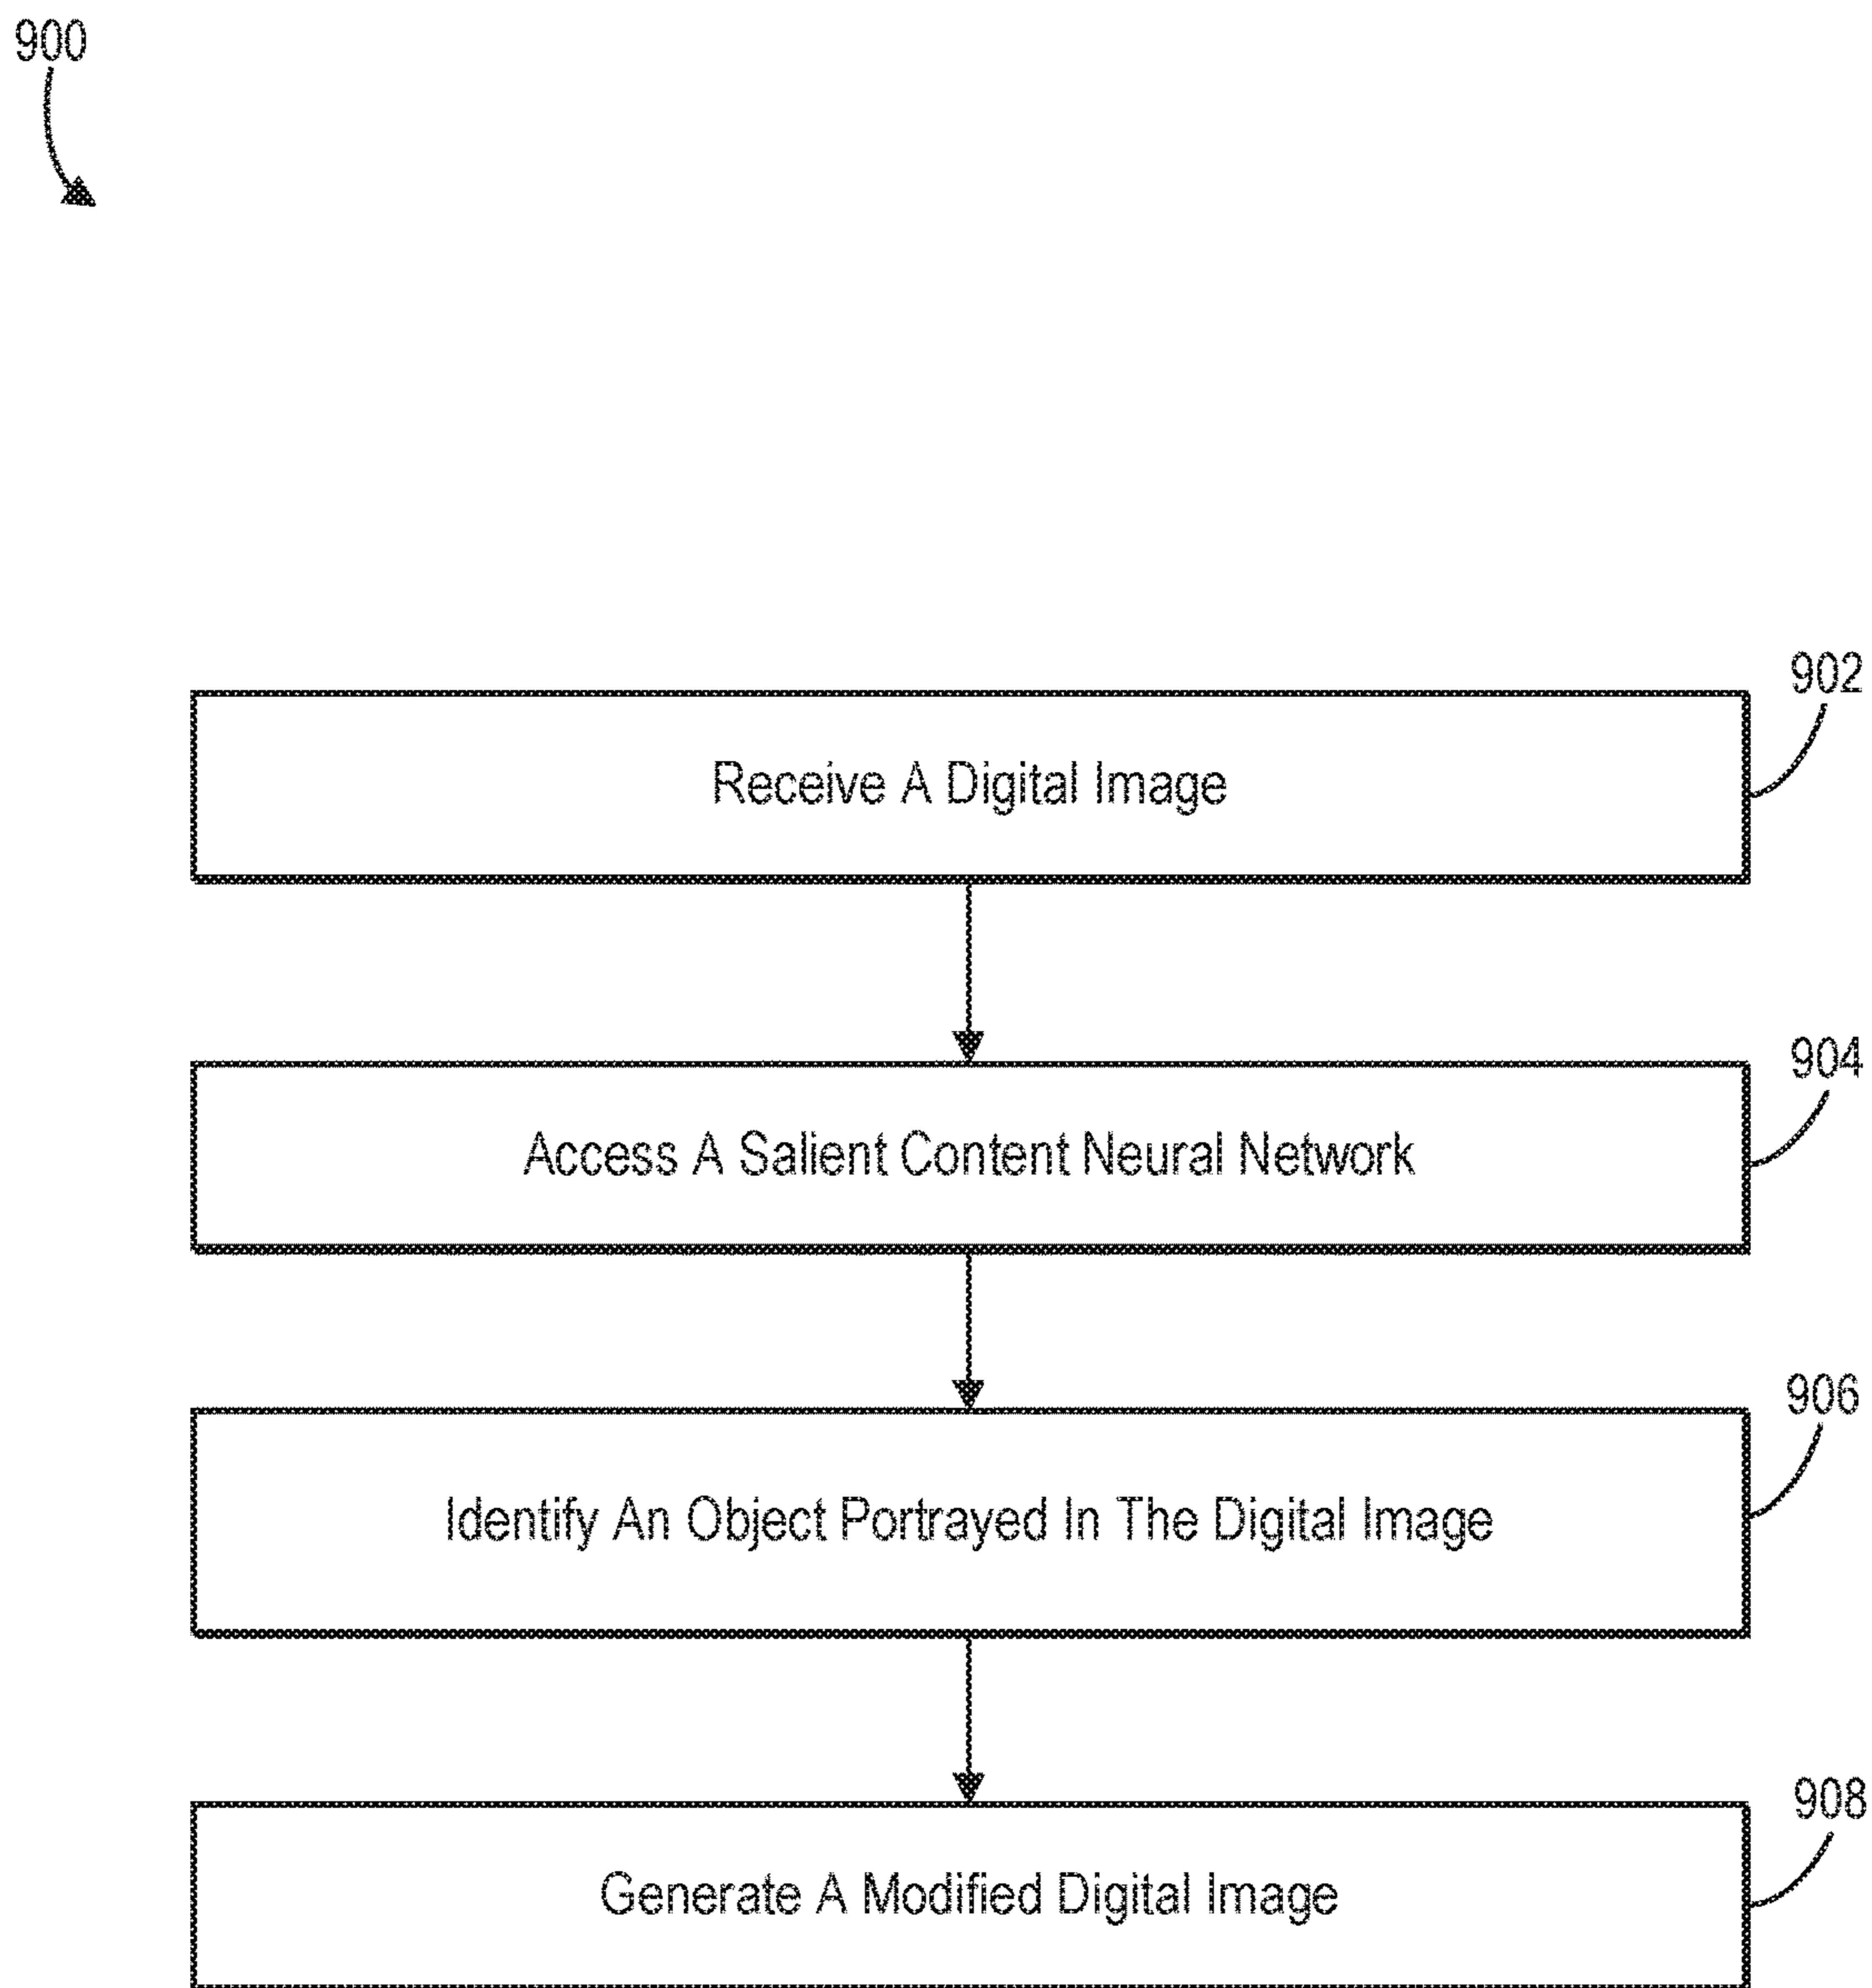 900
902
Receive A Digital Image
904
Access A Salient Content Neural Network
906
Identify An Object Portrayed In The Digital Image
908
Generate A Modified Digital Image